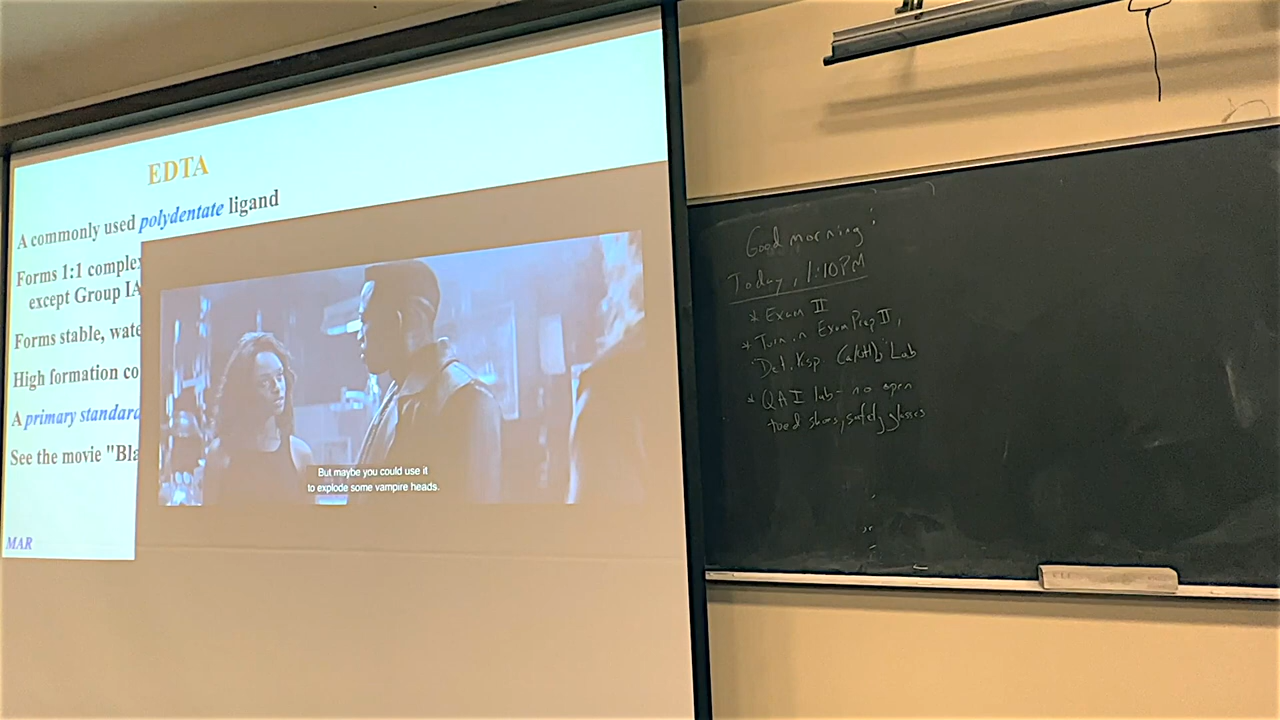 EDTA
A commonly used polydentate ligand
Forms 1:1 comple
except Group IA
Forms stable, wate
High formation co
A primary standard
See the movie "Bla
MAR
But maybe you could use it
to explode some vampire heads.
Good morning!
Today, 1:10PM
* Exam II
* Turn in Exam Prep II,
"Det. Ksp Ca(OH)2" Lab
* QA I lab - no open
toed shoes, safety glasses